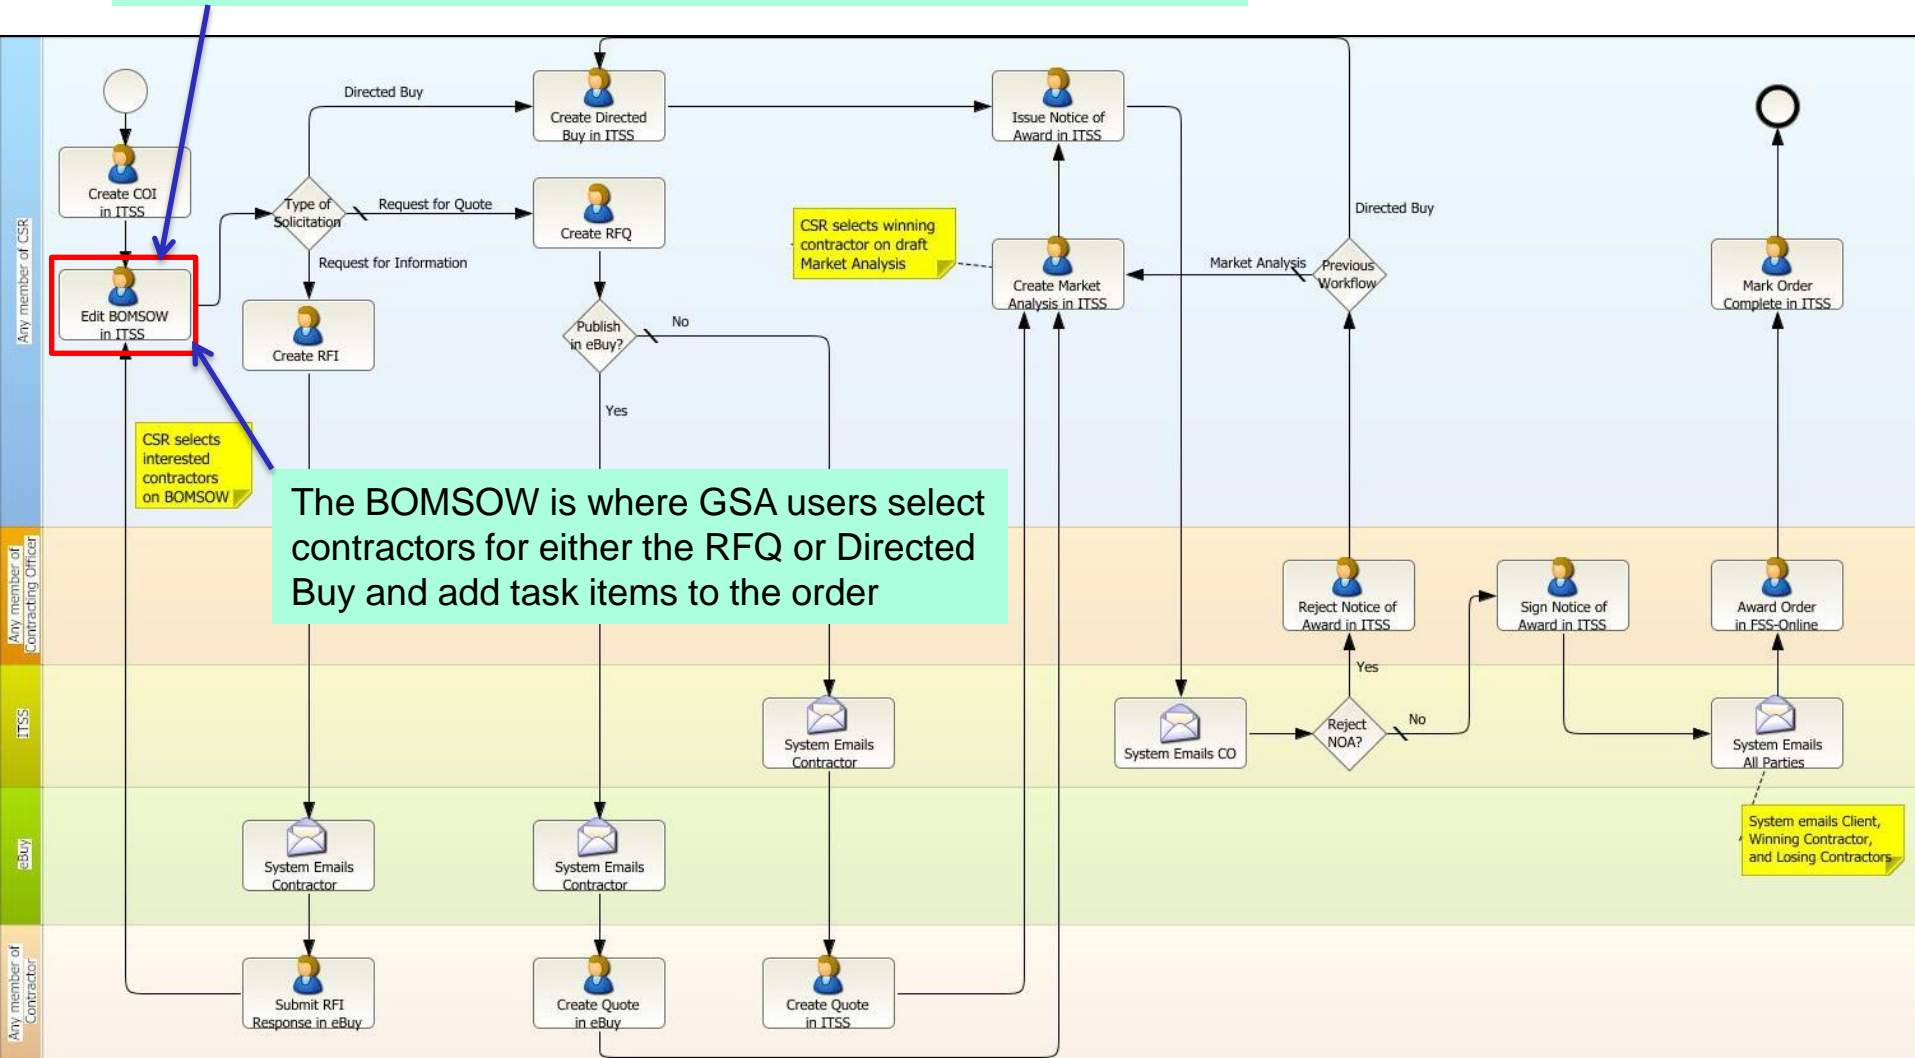 Any member of CSR
Create COI
in ITSS
Edit BOMSOW
in ITSS
Type of
Solicitation
Directed Buy
Request for Quote
Request for Information
Create RFI
Create Directed
Buy in ITSS
Create RFQ
Publish
in eBuy?
No
Yes
CSR selects
interested
contractors
on BOMSOW
CSR selects winning
contractor on draft
Market Analysis
Issue Notice of
Award in ITSS
Create Market
Analysis in ITSS
Market Analysis
Previous
Workflow
Directed Buy
Mark Order
Complete in ITSS
The BOMSOW is where GSA users select
contractors for either the RFQ or Directed
Buy and add task items to the order
Any member of
Contracting Officer
Reject Notice of
Award in ITSS
Sign Notice of
Award in ITSS
Award Order
in FSS-Online
ITSS
System Emails
Contractor
System Emails CO
Reject
NOA?
Yes
No
System Emails
All Parties
eBuy
System Emails
Contractor
System Emails
Contractor
System emails Client,
Winning Contractor,
and Losing Contractors
Any member of
Contractor
Submit RFI
Response in eBuy
Create Quote
in eBuy
Create Quote
in ITSS